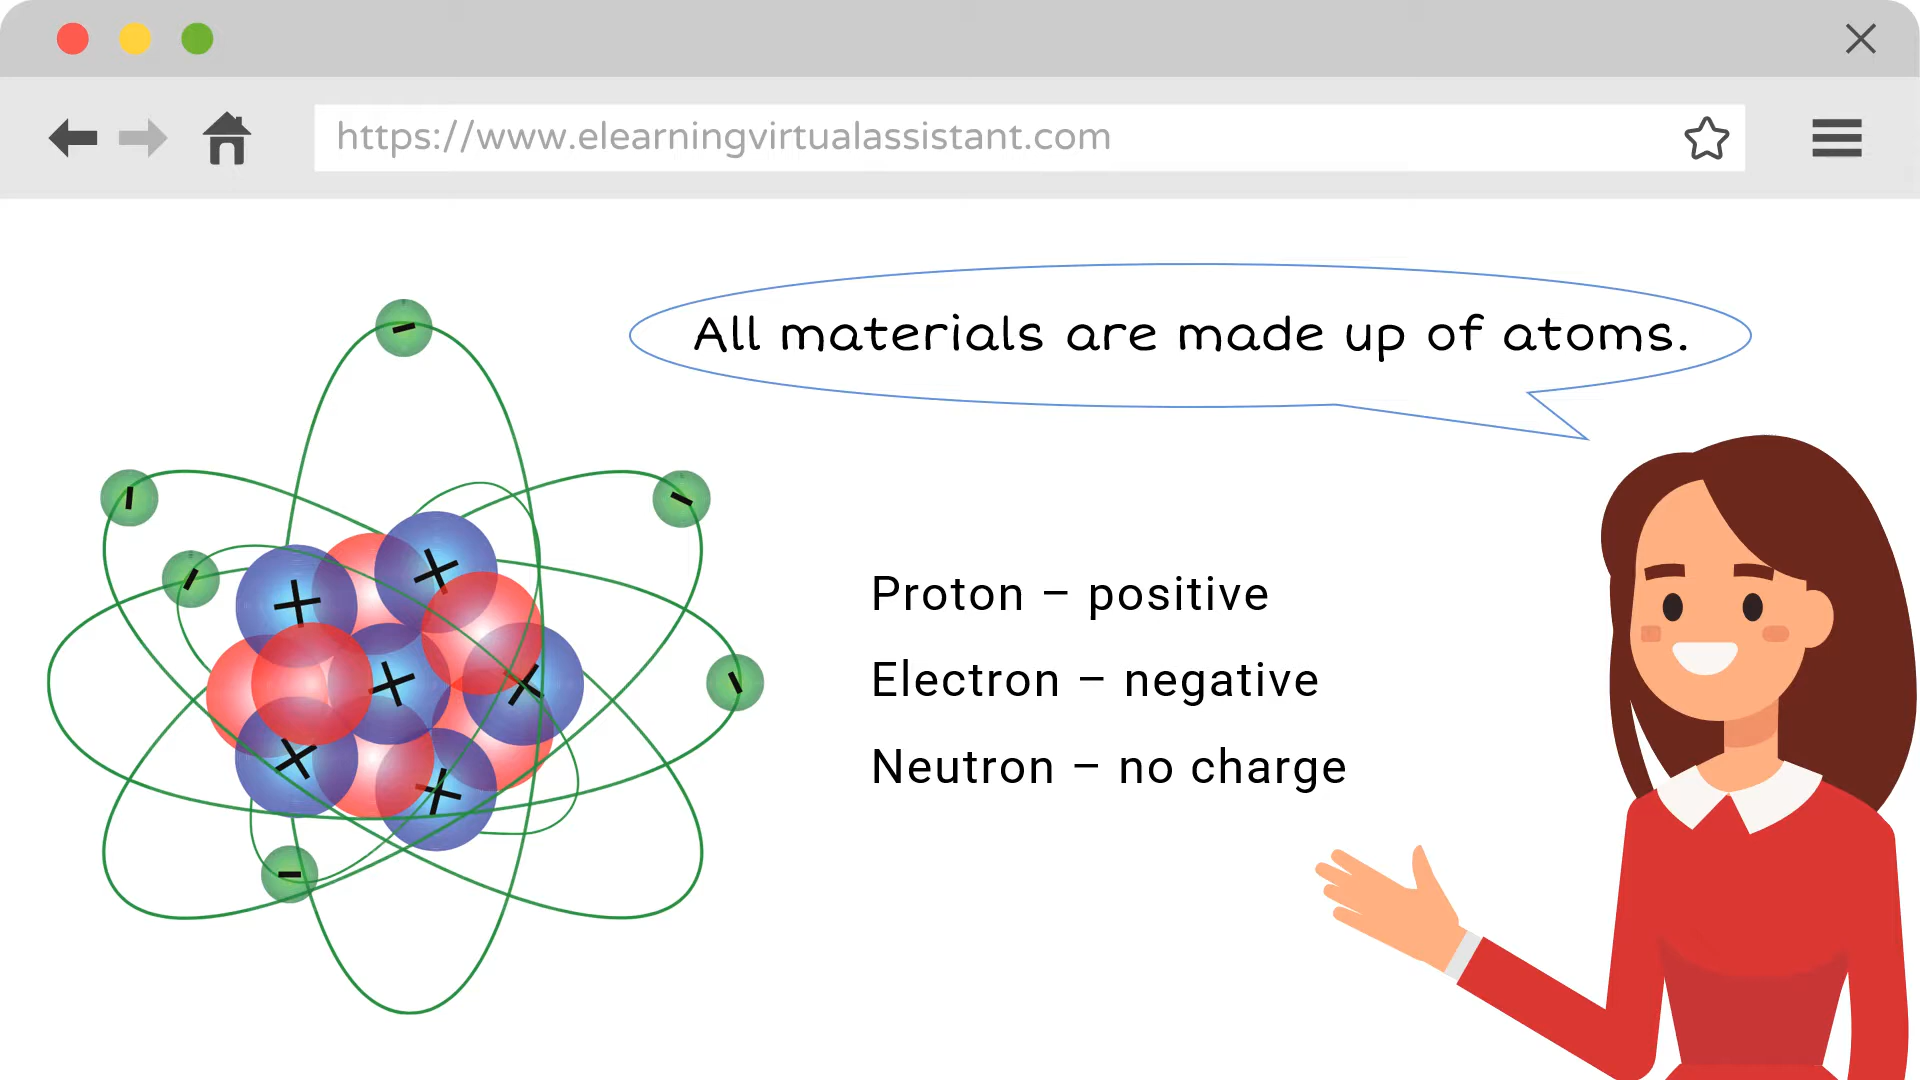 https://www.elearningvirtualassistant.com
All materials are made up of atoms.
Proton – positive
Electron – negative
Neutron – no charge